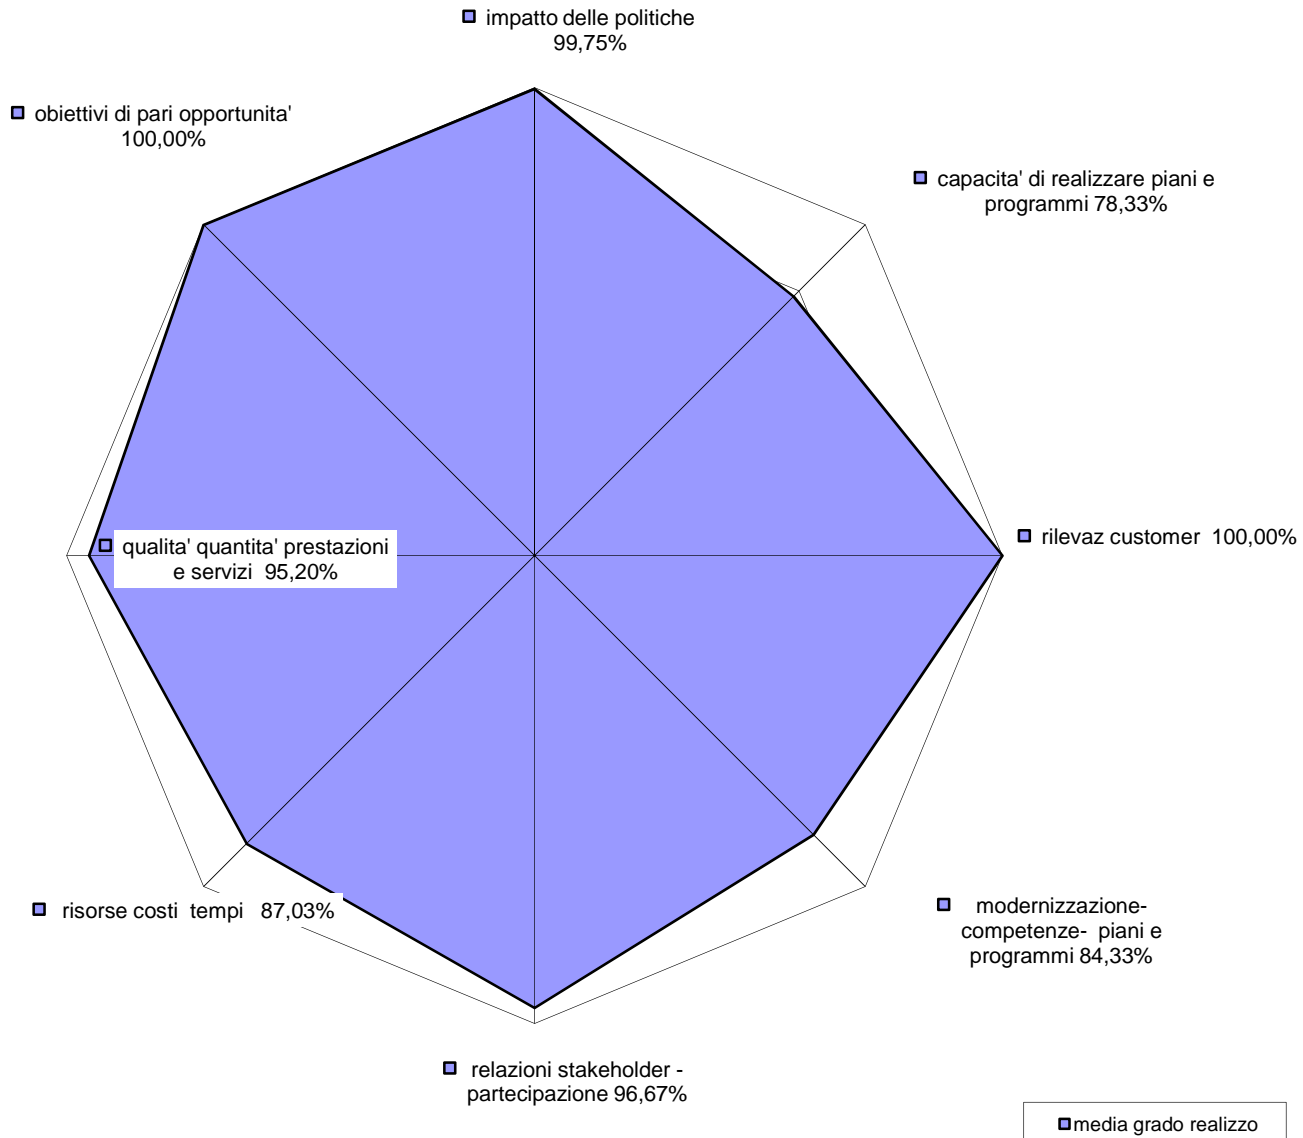 impatto delle politiche
99,75%
obiettivi di pari opportunita'
100,00%
capacita' di realizzare piani e
programmi 78,33%
rilevaz customer 100,00%
qualita' quantita' prestazioni
e servizi 95,20%
risorse costi tempi 87,03%
modernizzazione-
competenze- piani e
programmi 84,33%
relazioni stakeholder -
partecipazione 96,67%
media grado realizzo